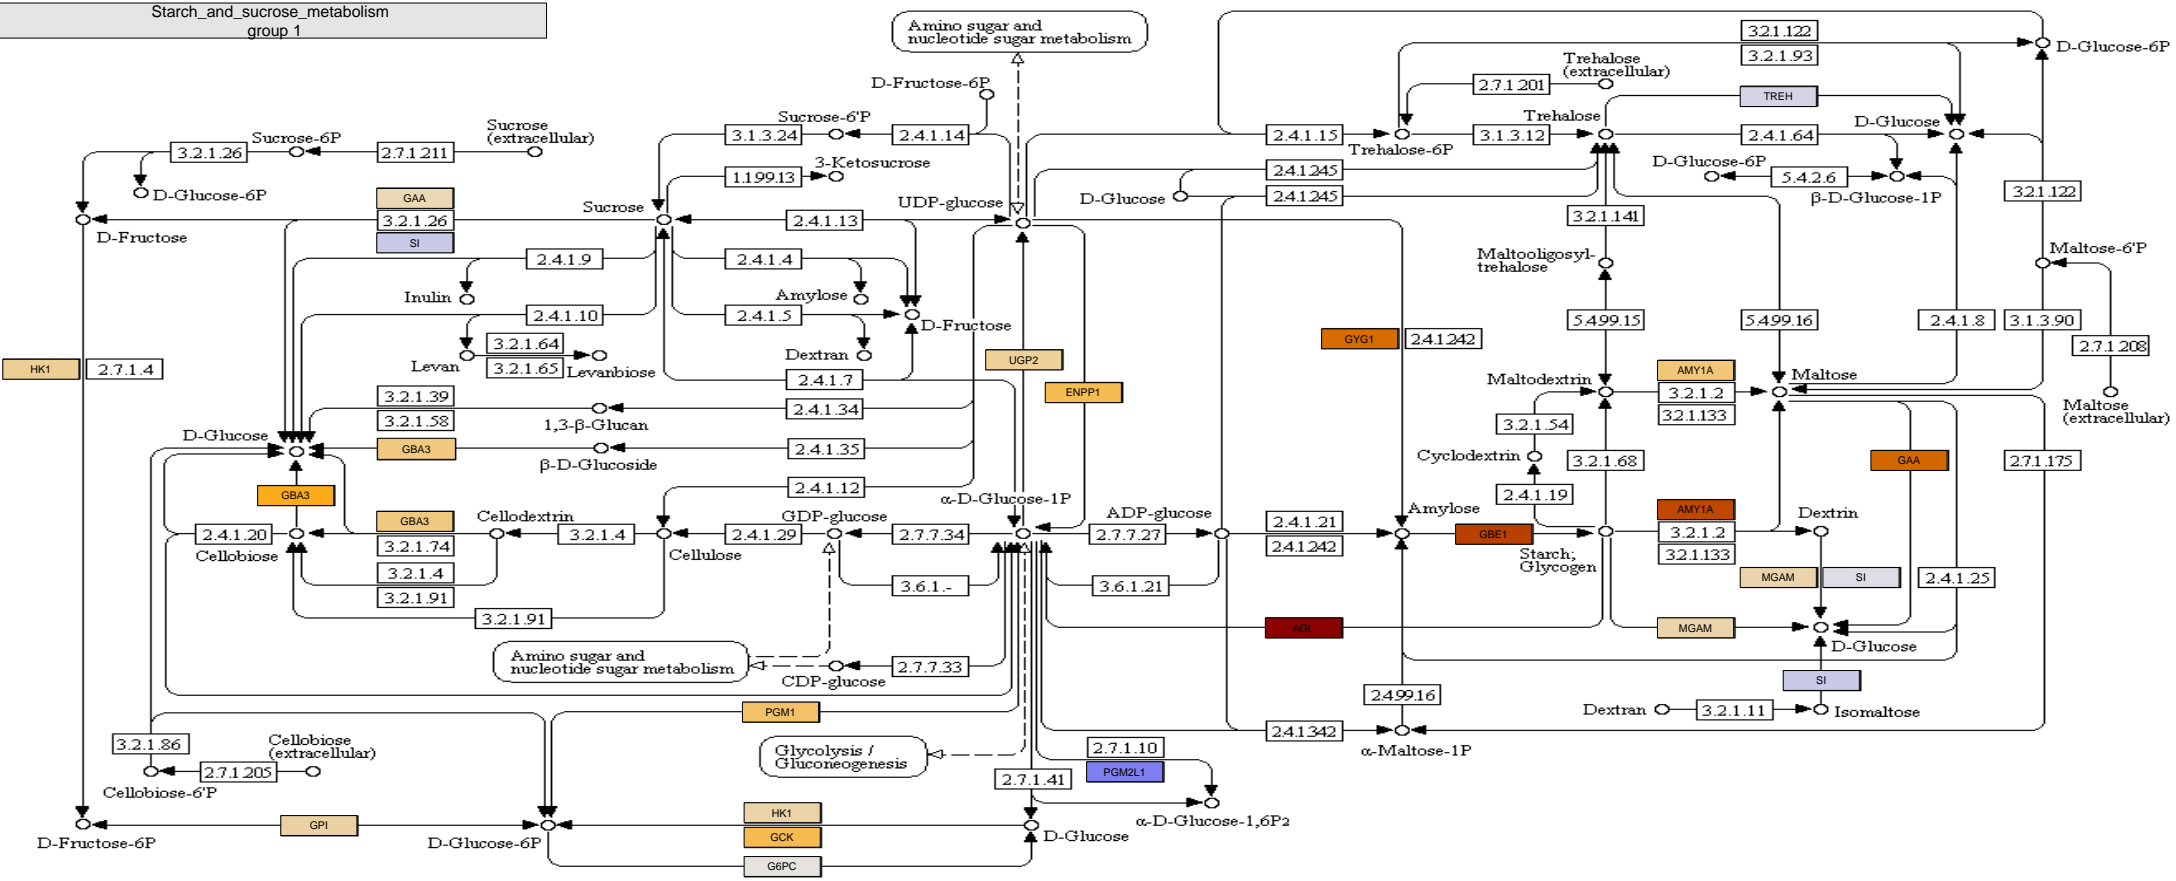 Starch_and_sucrose_metabolism
group 1
Amino sugar and
nucleotide sugar metabolism
3.2.1.122
D-Glucose-6P
3.2.1.93
Trehalose
(extracellular)
D-Fructose-6P
2.7.1.201
TREH
Sucrose-6'P
Trehalose
Sucrose
(extracellular)
Sucrose-6P
3.1.3.24
2.4.1.14
2.4.1.15
3.1.3.12
2.4.1.64
D-Glucose
3.2.1.26
2.7.1.211
Trehalose-6P
3-Ketosucrose
D-Glucose-6P
1.1.99.13
2.4.1.245
5.4.2.6
D-Glucose-6P
3.2.1.122
GAA
UDP-glucose
D-Glucose
2.4.1.245
β-D-Glucose-1P
Sucrose
3.2.1.26
2.4.1.13
3.2.1.141
D-Fructose
SI
Maltose-6'P
2.4.1.9
2.4.1.4
Maltooligosyl-
trehalose
Inulin
Amylose
2.4.1.10
2.4.1.5
D-Fructose
5.4.99.15
5.4.99.16
2.4.1.8
3.1.3.90
GYG1
2.4.1.242
3.2.1.64
2.7.1.208
Levan
3.2.1.65
Levanbiose
Dextran
UGP2
HK1
2.7.1.4
AMY1A
2.4.1.7
Maltodextrin
Maltose
ENPP1
3.2.1.2
3.2.1.39
2.4.1.34
3.2.1.133
Maltose
(extracellular)
3.2.1.58
1,3-β-Glucan
3.2.1.54
D-Glucose
GBA3
2.4.1.35
Cyclodextrin
3.2.1.68
GAA
2.7.1.175
β-D-Glucoside
2.4.1.12
GBA3
α-D-Glucose-1P
2.4.1.19
GBA3
Cellodextrin
GDP-glucose
ADP-glucose
Amylose
AMY1A
Dextrin
2.4.1.21
2.4.1.20
3.2.1.4
2.4.1.29
2.7.7.34
2.7.7.27
GBE1
3.2.1.2
3.2.1.74
2.4.1.242
Starch;
Glycogen
3.2.1.133
Cellobiose
Cellulose
3.2.1.4
3.6.1.-
3.6.1.21
MGAM
SI
2.4.1.25
3.2.1.91
3.2.1.91
AGL
MGAM
D-Glucose
Amino sugar and
nucleotide sugar metabolism
2.7.7.33
CDP-glucose
SI
2.4.99.16
PGM1
Dextran
3.2.1.11
Isomaltose
2.4.1.342
3.2.1.86
Cellobiose
(extracellular)
Glycolysis /
Gluconeogenesis
2.7.1.10
α-Maltose-1P
2.7.1.205
2.7.1.41
PGM2L1
Cellobiose-6'P
HK1
GPI
α-D-Glucose-1,6P2
D-Fructose-6P
D-Glucose-6P
GCK
D-Glucose
G6PC